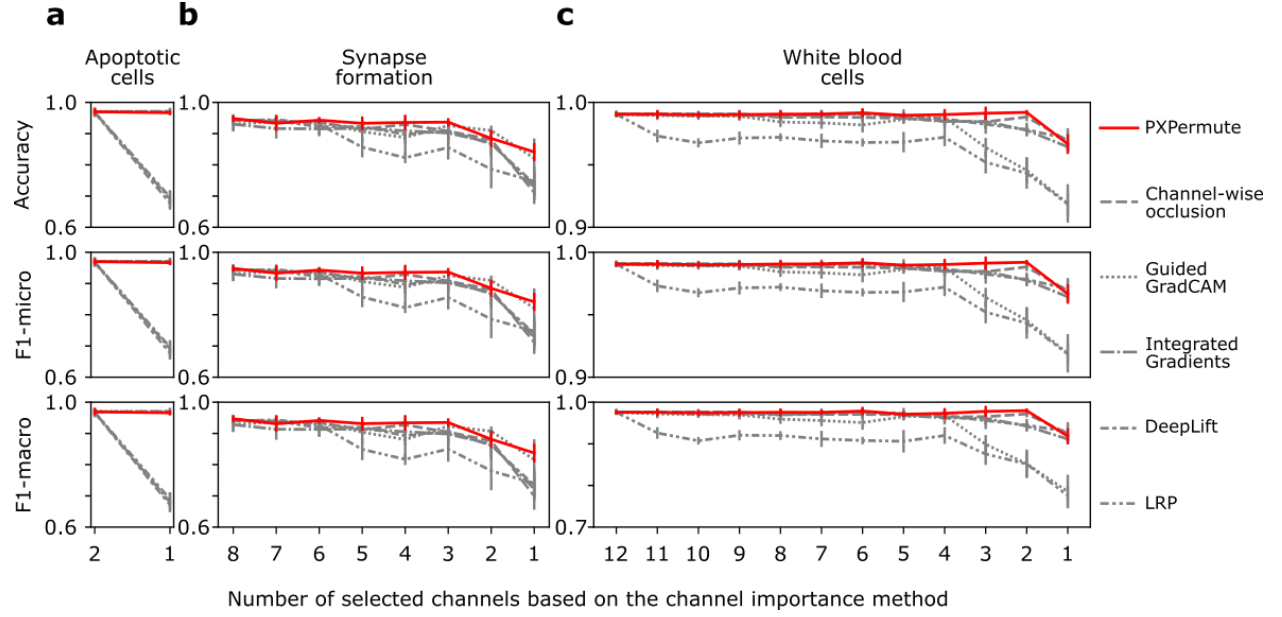 a b c
Apoptotic
cells
Synapse
formation
White blood
cells
Accuracy
1.0
0.6
1.0
0.6
1.0
0.9
F1-micro
1.0
0.6
1.0
0.6
1.0
0.9
F1-macro
1.0
0.6
1.0
0.6
1.0
0.7
2 1
8 7 6 5 4 3 2 1
12 11 10 9 8 7 6 5 4 3 2 1
Number of selected channels based on the channel importance method
PXPermute
Channel-wise
occlusion
Guided
GradCAM
Integrated
Gradients
DeepLift
LRP